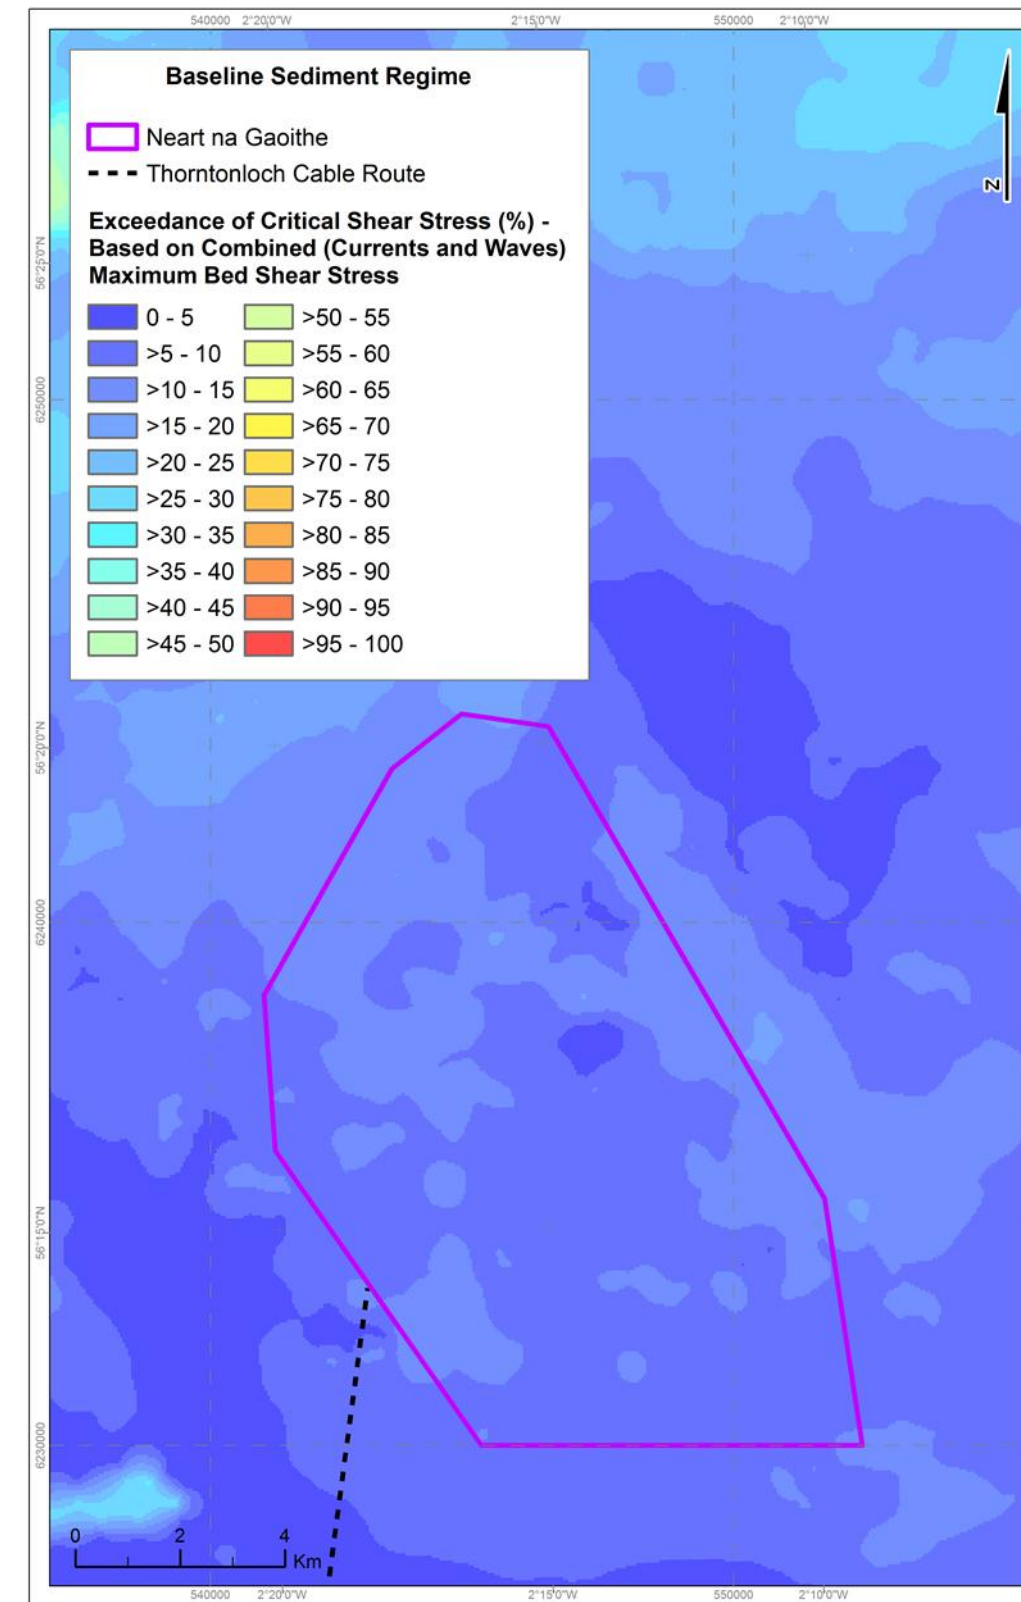 540000 2°20'0"W 2°15'0"W 550000 2°10'0"W
Baseline Sediment Regime
Neart na Gaoithe
Thorntonloch Cable Route
Exceedance of Critical Shear Stress (%) -
Based on Combined (Currents and Waves)
Maximum Bed Shear Stress
0 - 5 >50 - 55
>5 - 10 >55 - 60
>10 - 15 >60 - 65
>15 - 20 >65 - 70
>20 - 25 >70 - 75
>25 - 30 >75 - 80
>30 - 35 >80 - 85
>35 - 40 >85 - 90
>40 - 45 >90 - 95
>45 - 50 >95 - 100
N
56°25'0"N
6250000
56°20'0"N
6240000
56°15'0"N
6230000
0 2 4
Km
540000 2°20'0"W 2°15'0"W 550000 2°10'0"W